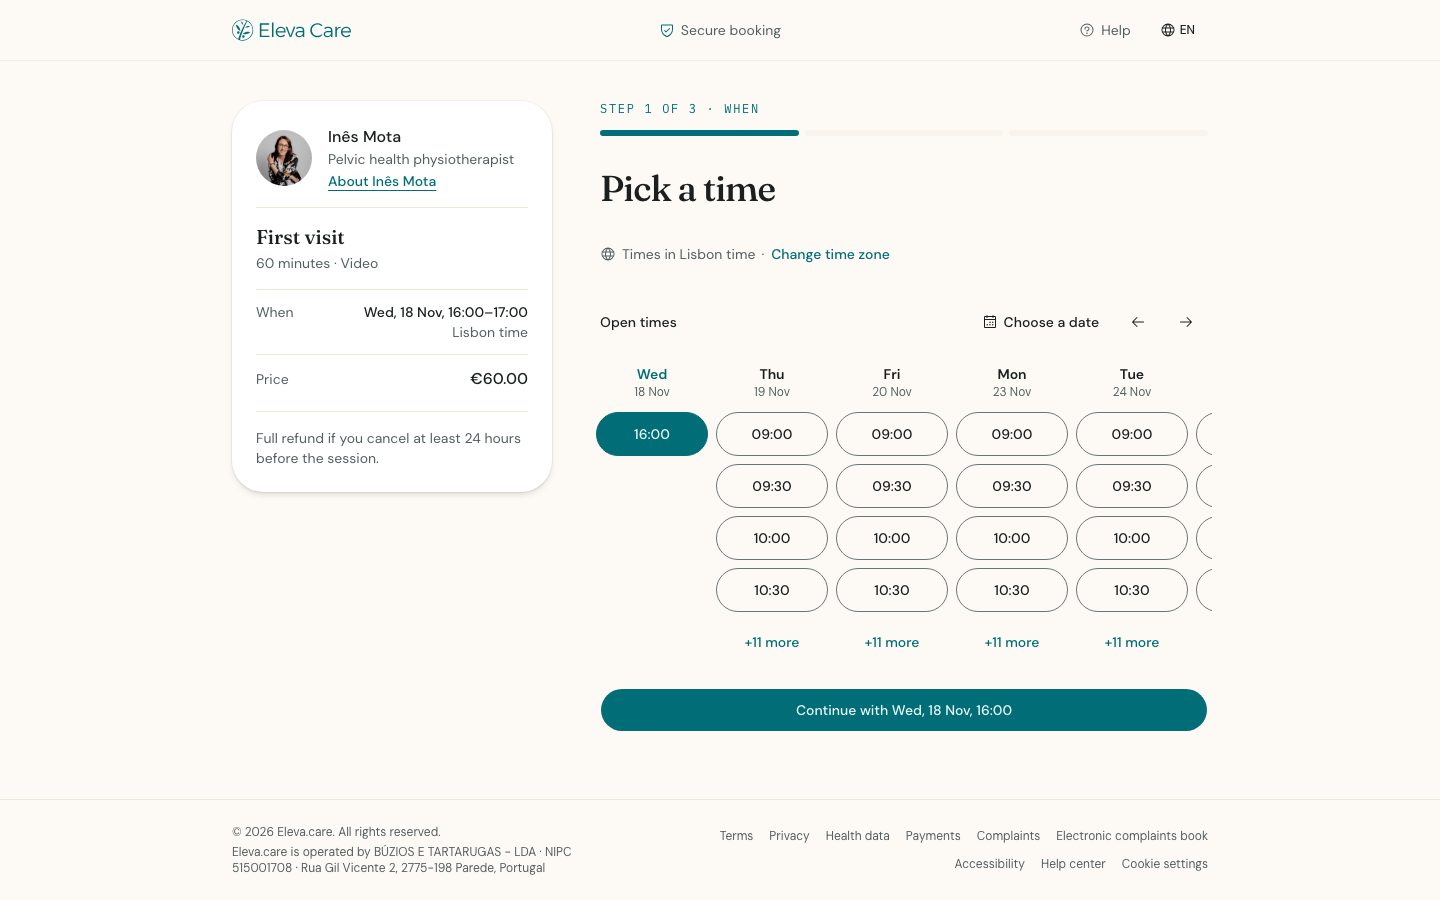 Eleva Care
Secure booking
Help
EN
Inês Mota
Pelvic health physiotherapist
About Inês Mota
First visit
60 minutes · Video
When
Wed, 18 Nov, 16:00–17:00
Lisbon time
Price
€60.00
Full refund if you cancel at least 24 hours
before the session.
STEP 1 OF 3 · WHEN
Pick a time
Times in Lisbon time · Change time zone
Open times
Choose a date
Wed Thu Fri Mon Tue
18 Nov 19 Nov 20 Nov 23 Nov 24 Nov
16:00 09:00 09:00 09:00 09:00
09:30 09:30 09:30 09:30
10:00 10:00 10:00 10:00
10:30 10:30 10:30 10:30
+11 more +11 more +11 more +11 more
Continue with Wed, 18 Nov, 16:00
© 2026 Eleva.care. All rights reserved.
Eleva.care is operated by BÚZIOS E TARTARUGAS - LDA · NIPC
515001708 · Rua Gil Vicente 2, 2775-198 Parede, Portugal
Terms Privacy Health data Payments Complaints Electronic complaints book
Accessibility Help center Cookie settings